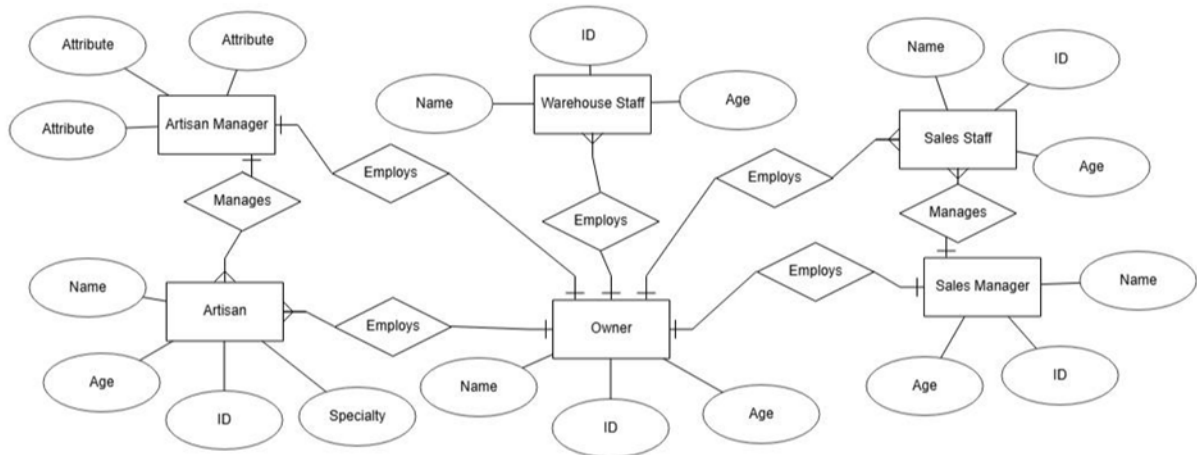 Attribute
Attribute
Attribute
Artisan Manager
ID
Name
Warehouse Staff
Age
Name
ID
Sales Staff
Age
Employs
Employs
Manages
Employs
Manages
Name
Artisan
Age
ID
Specialty
Employs
Owner
Name
ID
Age
Employs
Sales Manager
Name
Age
ID